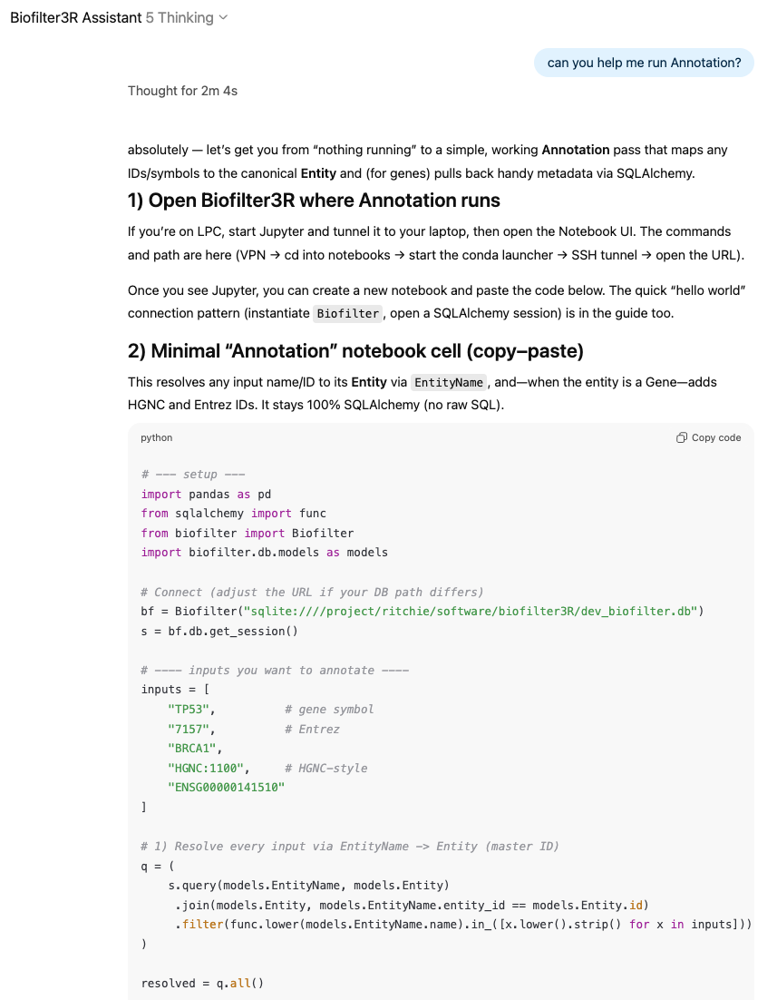 Biofilter3R Assistant 5 Thinking
can you help me run Annotation?
Thought for 2m 4s
absolutely — let's get you from “nothing running” to a simple, working Annotation pass that maps any
IDs/symbols to the canonical Entity and (for genes) pulls back handy metadata via SQLAlchemy.
1) Open Biofilter3R where Annotation runs
If you're on LPC, start Jupyter and tunnel it to your laptop, then open the Notebook UI. The commands
and path are here (VPN → cd into notebooks → start the conda launcher → SSH tunnel → open the URL).
Once you see Jupyter, you can create a new notebook and paste the code below. The quick “hello world”
connection pattern (instantiate Biofilter, open a SQLAlchemy session) is in the guide too.
2) Minimal “Annotation” notebook cell (copy–paste)
This resolves any input name/ID to its Entity via EntityName, and—when the entity is a Gene—adds
HGNC and Entrez IDs. It stays 100% SQLAlchemy (no raw SQL).
python
Copy code
# --- setup ---
import pandas as pd
from sqlalchemy import func
from biofilter import Biofilter
import biofilter.db.models as models
# Connect (adjust the URL if your DB path differs)
bf = Biofilter("sqlite:////project/ritchie/software/biofilter3R/dev_biofilter.db")
s = bf.db.get_session()
# ---- inputs you want to annotate ----
inputs = [
    "TP53",          # gene symbol
    "7157",          # Entrez
    "BRCA1",
    "HGNC:1100",     # HGNC-style
    "ENSG00000141510"
]
# 1) Resolve every input via EntityName -> Entity (master ID)
q = (
    s.query(models.EntityName, models.Entity)
     .join(models.Entity, models.EntityName.entity_id == models.Entity.id)
     .filter(func.lower(models.EntityName.name).in_([x.lower().strip() for x in inputs]))
)
resolved = q.all()